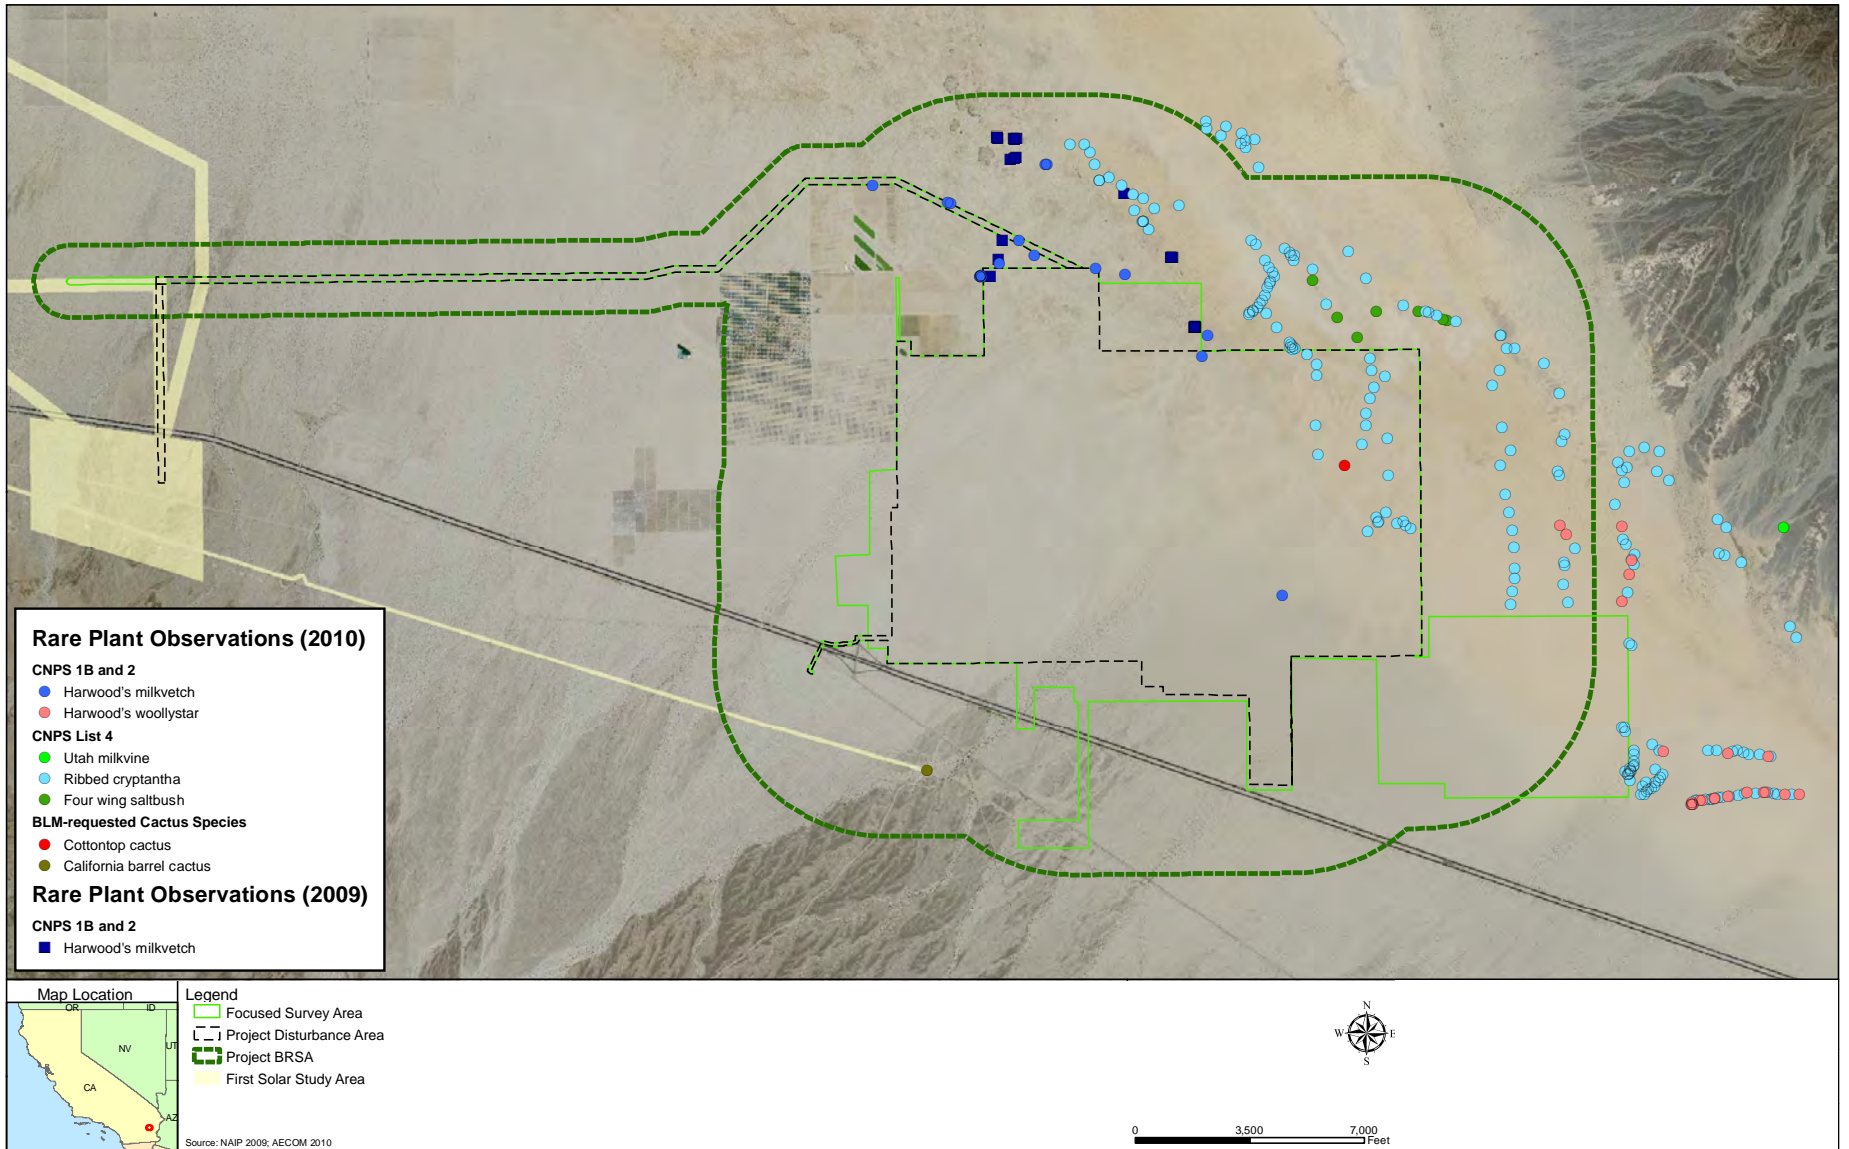 Rare Plant Observations (2010)
CNPS 1B and 2
Harwood's milkvetch
Harwood's woollystar
CNPS List 4
Utah milkvine
Ribbed cryptantha
Four wing saltbush
BLM-requested Cactus Species
Cottontop cactus
California barrel cactus
Rare Plant Observations (2009)
CNPS 1B and 2
Harwood's milkvetch
Map Location
OR ID
NV UT
CA
AZ
Legend
Focused Survey Area
Project Disturbance Area
Project BRSA
First Solar Study Area
Source: NAIP 2009; AECOM 2010
N
W E
S
0 3,500 7,000
Feet